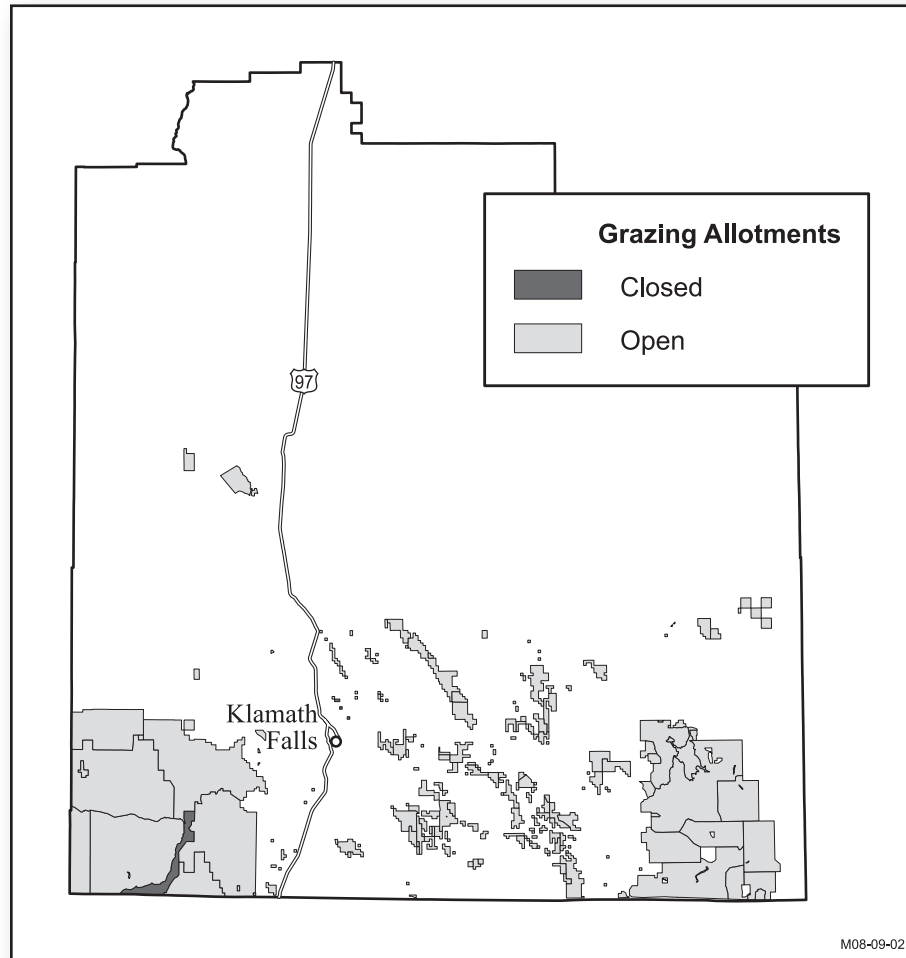 Grazing Allotments
Closed
Open
97
Klamath
Falls
M08-09-02